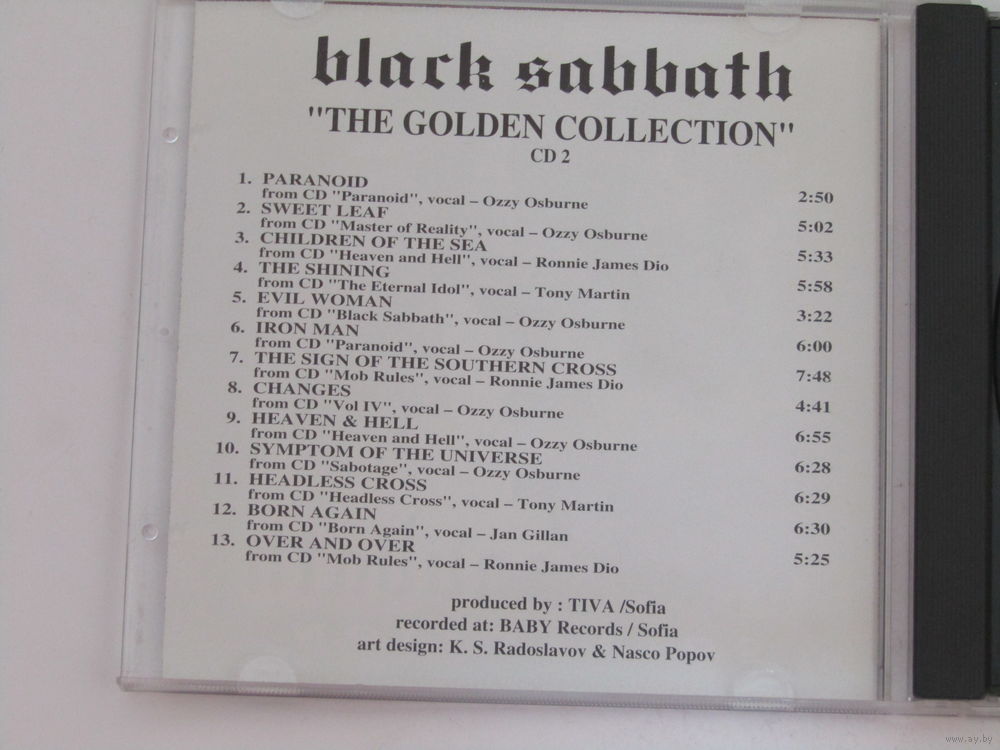 black sabbath
"THE GOLDEN COLLECTION"
CD 2
1. PARANOID
from CD "Paranoid", vocal – Ozzy Osburne 2:50
2. SWEET LEAF
from CD "Master of Reality", vocal – Ozzy Osburne 5:02
3. CHILDREN OF THE SEA
from CD "Heaven and Hell", vocal – Ronnie James Dio 5:33
4. THE SHINING
from CD "The Eternal Idol", vocal – Tony Martin 5:58
5. EVIL WOMAN
from CD "Black Sabbath", vocal – Ozzy Osburne 3:22
6. IRON MAN
from CD "Paranoid", vocal – Ozzy Osburne 6:00
7. THE SIGN OF THE SOUTHERN CROSS
from CD "Mob Rules", vocal – Ronnie James Dio 7:48
8. CHANGES
from CD "Vol IV", vocal – Ozzy Osburne 4:41
9. HEAVEN & HELL
from CD "Heaven and Hell", vocal – Ozzy Osburne 6:55
10. SYMPTOM OF THE UNIVERSE
from CD "Sabotage", vocal – Ozzy Osburne 6:28
11. HEADLESS CROSS
from CD "Headless Cross", vocal – Tony Martin 6:29
12. BORN AGAIN
from CD "Born Again", vocal – Jan Gillan 6:30
13. OVER AND OVER
from CD "Mob Rules", vocal – Ronnie James Dio 5:25
produced by : TIVA /Sofia
recorded at: BABY Records / Sofia
art design: K. S. Radoslavov & Nasco Popov
www.ay.by